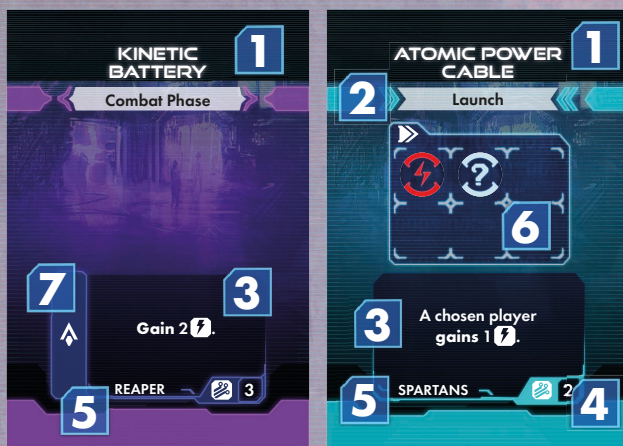 KINETIC
BATTERY
1
Combat Phase
7
3
Gain 2 .
REAPER
3
5
ATOMIC POWER
CABLE
1
2
Launch
?
6
3
A chosen player
gains 1 .
5
SPARTANS
2
4